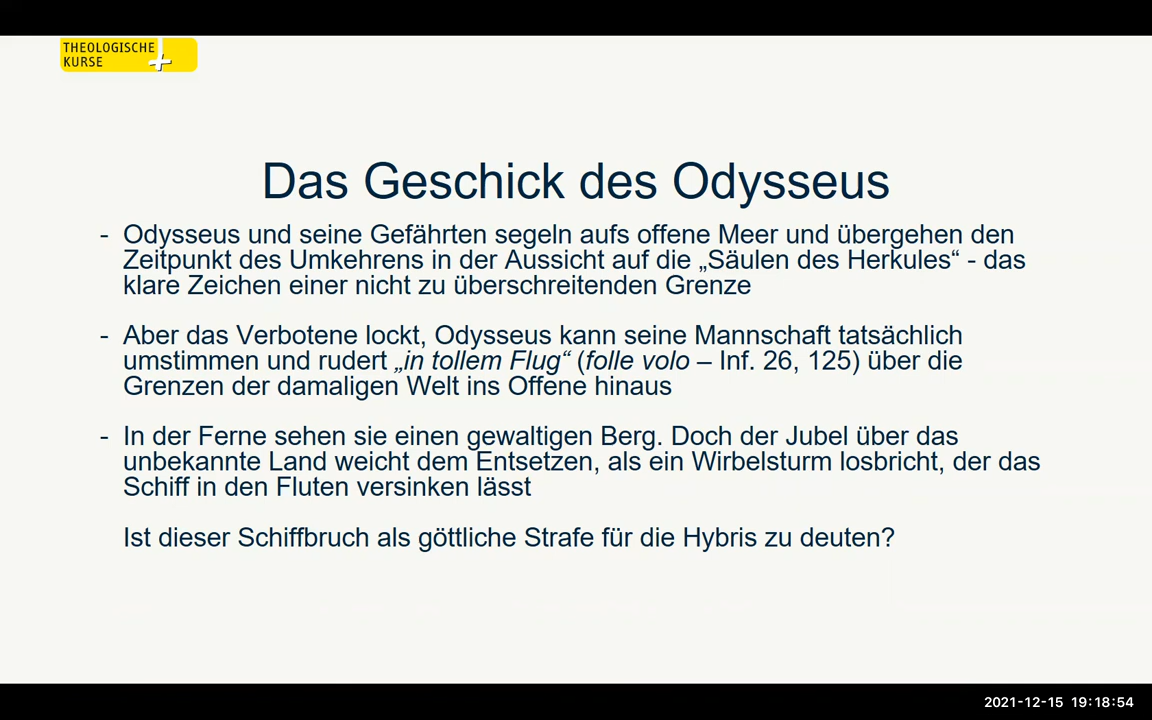 THEOLOGISCHE
KURSE
Das Geschick des Odysseus
- Odysseus und seine Gefährten segeln aufs offene Meer und übergehen den
Zeitpunkt des Umkehrens in der Aussicht auf die „Säulen des Herkules“ - das
klare Zeichen einer nicht zu überschreitenden Grenze
- Aber das Verbotene lockt, Odysseus kann seine Mannschaft tatsächlich
umstimmen und rudert „in tollem Flug“ (folle volo – Inf. 26, 125) über die
Grenzen der damaligen Welt ins Offene hinaus
- In der Ferne sehen sie einen gewaltigen Berg. Doch der Jubel über das
unbekannte Land weicht dem Entsetzen, als ein Wirbelsturm losbricht, der das
Schiff in den Fluten versinken lässt
Ist dieser Schiffbruch als göttliche Strafe für die Hybris zu deuten?
2021-12-15 19:18:54